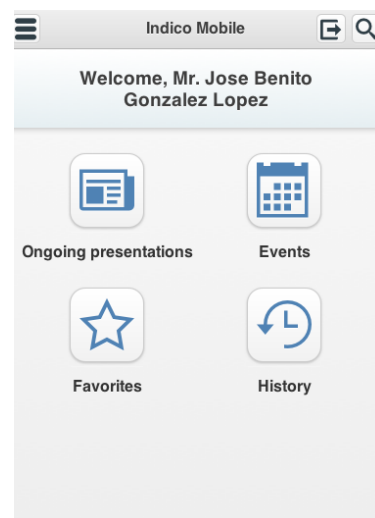 Indico Mobile
Welcome, Mr. Jose Benito
Gonzalez Lopez
Ongoing presentations
Events
Favorites
History